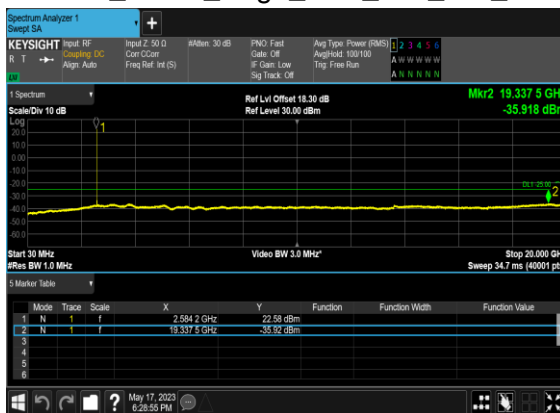 Spectrum Analyzer 1
Swept SA
KEYSIGHT Input: RF Input Z: 50 Ω #Atten: 30 dB PNO: Fast Avg Type: Power (RMS) 1 2 3 4 5 6
R T Coupling: DC Corr CCorr Gate: Off Avg|Hold: 100/100 A W W W W W
Align: Auto Freq Ref: Int (S) IF Gain: Low Trig: Free Run
Sig Track: Off A N N N N N
LU
1 Spectrum Ref Lvl Offset 18.30 dB Mkr2 19.337 5 GH
Scale/Div 10 dB Ref Level 30.00 dBm -35.918 dBr
Log
20.0 1
10.0
0.00
-10.0
-20.0 DL1 -25.00
-30.0 2
-40.0
-50.0
-60.0
Start 30 MHz Video BW 3.0 MHz* Stop 20.000 GH
#Res BW 1.0 MHz Sweep 34.7 ms (40001 pt
5 Marker Table
Mode Trace Scale X Y Function Function Width Function Value
1 N 1 f 2.584 2 GHz 22.58 dBm
2 N 1 f 19.337 5 GHz -35.92 dBm
3
4
5
6
? May 17, 2023
6:28:55 PM